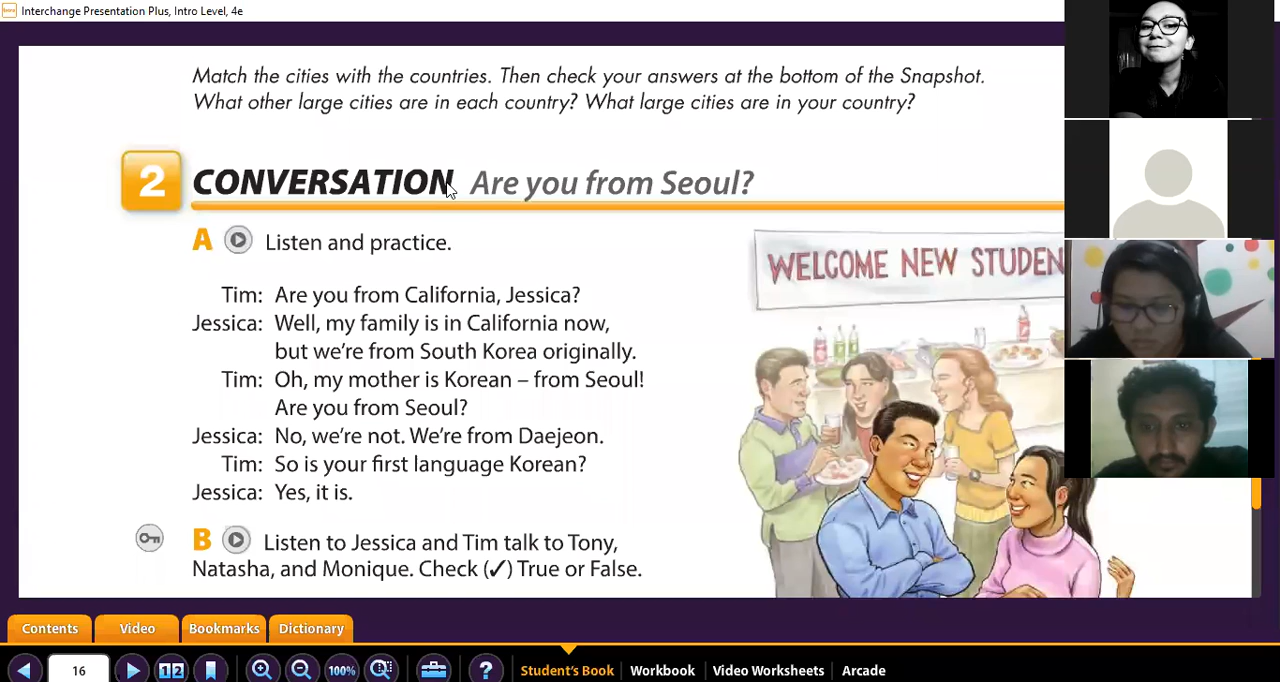 Interchange Presentation Plus, Intro Level, 4e
Match the cities with the countries. Then check your answers at the bottom of the Snapshot.
What other large cities are in each country? What large cities are in your country?
2 CONVERSATION Are you from Seoul?
A Listen and practice.
Tim: Are you from California, Jessica?
Jessica: Well, my family is in California now,
but we're from South Korea originally.
Tim: Oh, my mother is Korean – from Seoul!
Are you from Seoul?
Jessica: No, we're not. We're from Daejeon.
Tim: So is your first language Korean?
Jessica: Yes, it is.
B Listen to Jessica and Tim talk to Tony,
Natasha, and Monique. Check (✓) True or False.
WELCOME NEW STUDEN
Contents Video Bookmarks Dictionary
16 1 2 100% ? Student's Book Workbook Video Worksheets Arcade